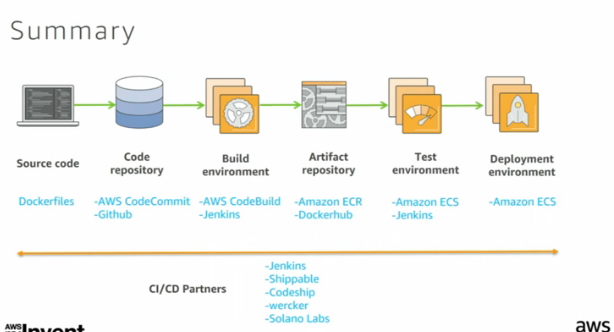 Summary
Source code
Code
repository
Build
environment
Artifact
repository
Test
environment
Deployment
environment
Dockerfiles
-AWS CodeCommit
-Github
-AWS CodeBuild
-Jenkins
-Amazon ECR
-Dockerhub
-Amazon ECS
-Jenkins
-Amazon ECS
CI/CD Partners
-Jenkins
-Shippable
-Codeship
-wercker
-Solano Labs
AWS
Invent
aws